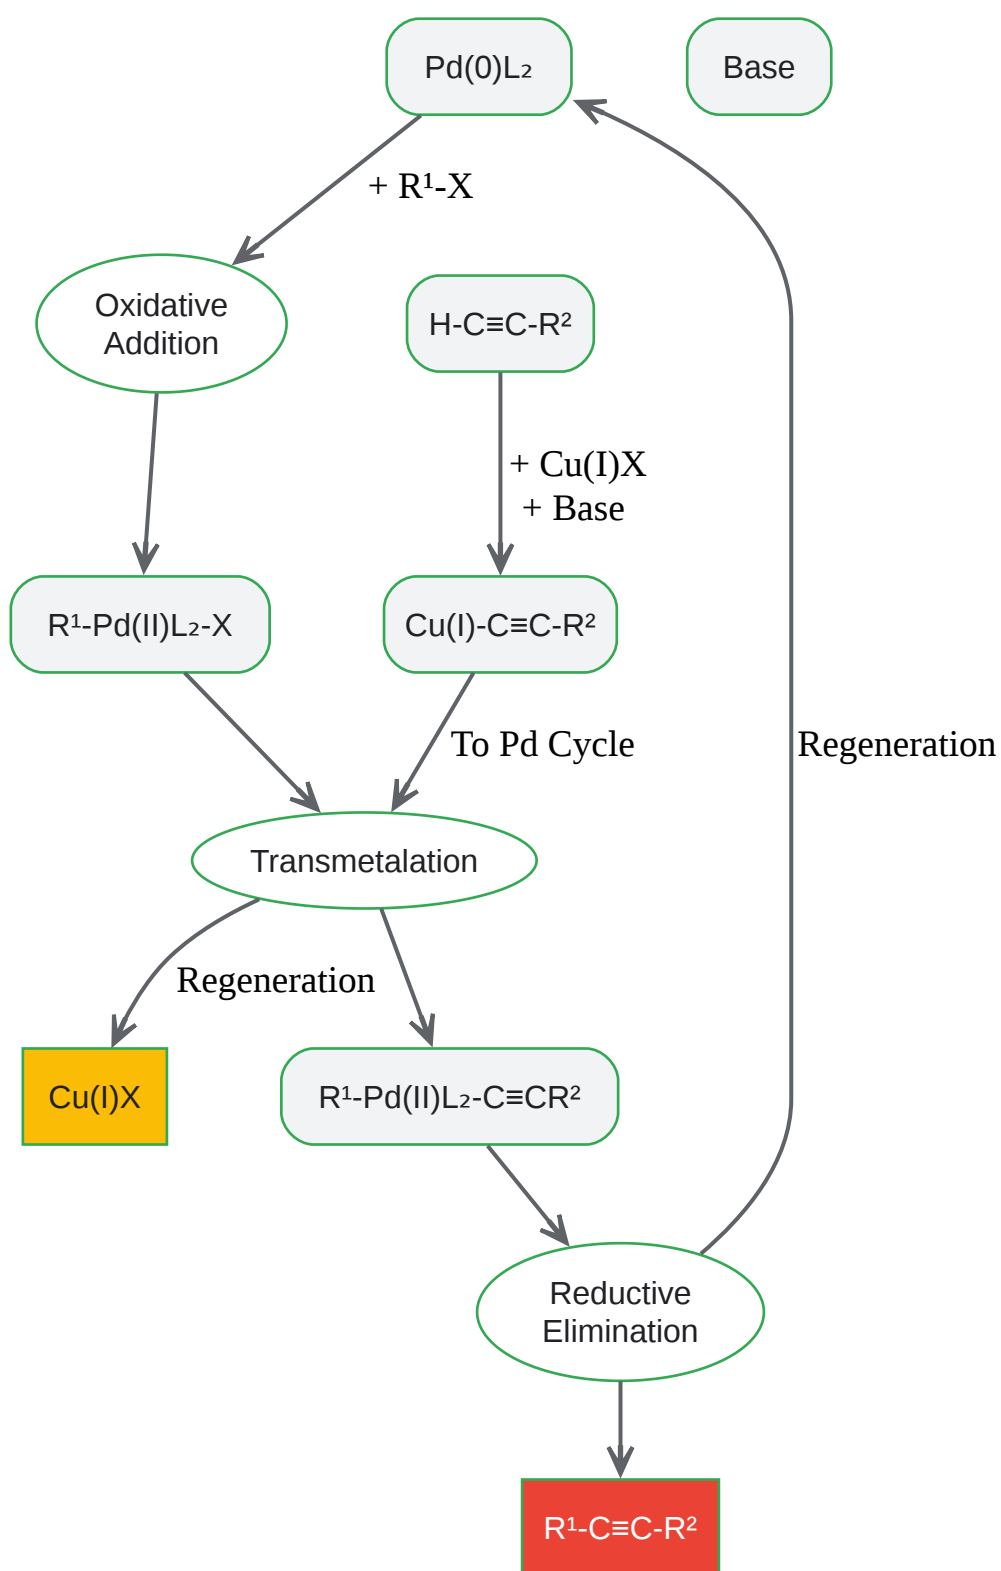 Pd(0)L₂
Base
+ R¹-X
Oxidative
Addition
H-C≡C-R²
+ Cu(I)X
+ Base
R¹-Pd(II)L₂-X
Cu(I)-C≡C-R²
To Pd Cycle
Regeneration
Transmetalation
Regeneration
Cu(I)X
R¹-Pd(II)L₂-C≡CR²
Reductive
Elimination
R¹-C≡C-R²